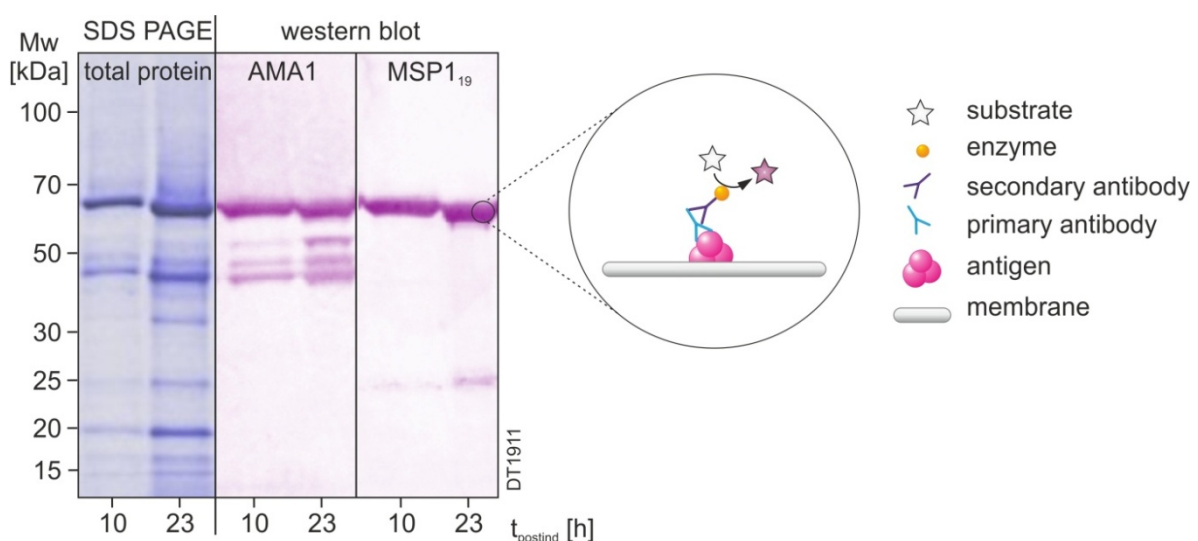 SDS PAGE western blot
Mw
[kDa]
total protein AMA1 MSP1₁₉
100
70
50
30
25
20
15
10 23 10 23 10 23 t_postind [h]
DT1911
substrate
enzyme
secondary antibody
primary antibody
antigen
membrane